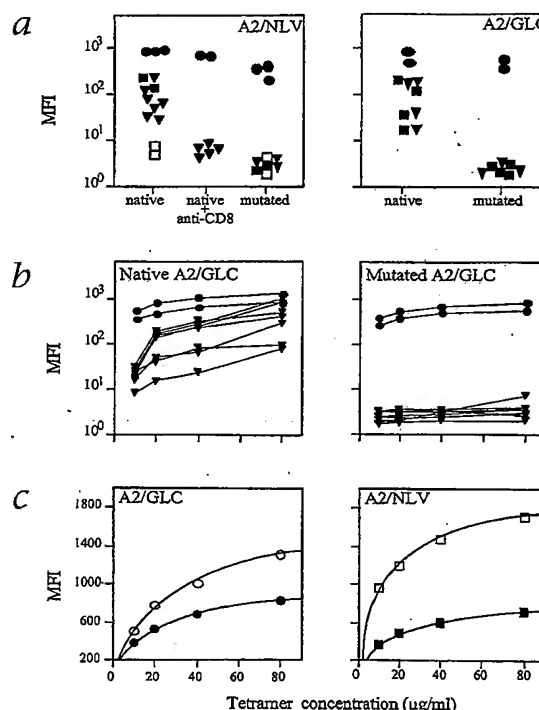 a
A2/NLV
A2/GLC
MFI
10³
10²
10¹
10⁰
native
native
+
anti-CD8
mutated
native
mutated
b
Native A2/GLC
Mutated A2/GLC
MFI
10³
10²
10¹
10⁰
c
A2/GLC
A2/NLV
MFI
1800
1400
1000
600
200
0 20 40 60 80
0 20 40 60 80
Tetramer concentration (µg/ml)